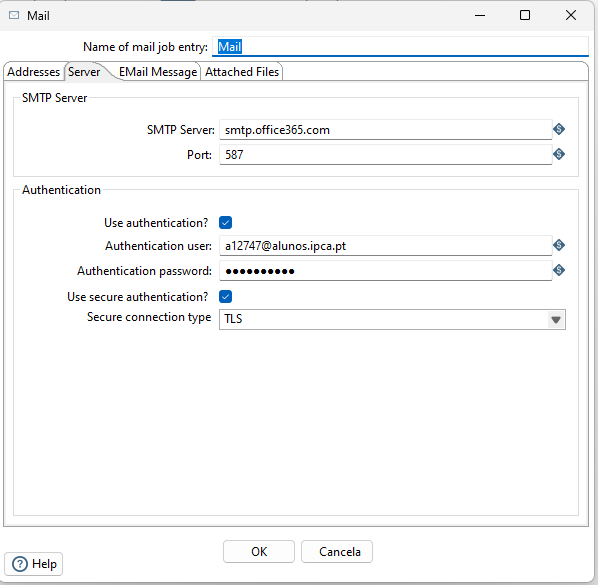 Mail
Name of mail job entry: Mail
Addresses Server EMail Message Attached Files
SMTP Server
SMTP Server: smtp.office365.com
Port: 587
Authentication
Use authentication?
Authentication user: a12747@alunos.ipca.pt
Authentication password: ●●●●●●●●●●
Use secure authentication?
Secure connection type TLS
OK Cancela
Help